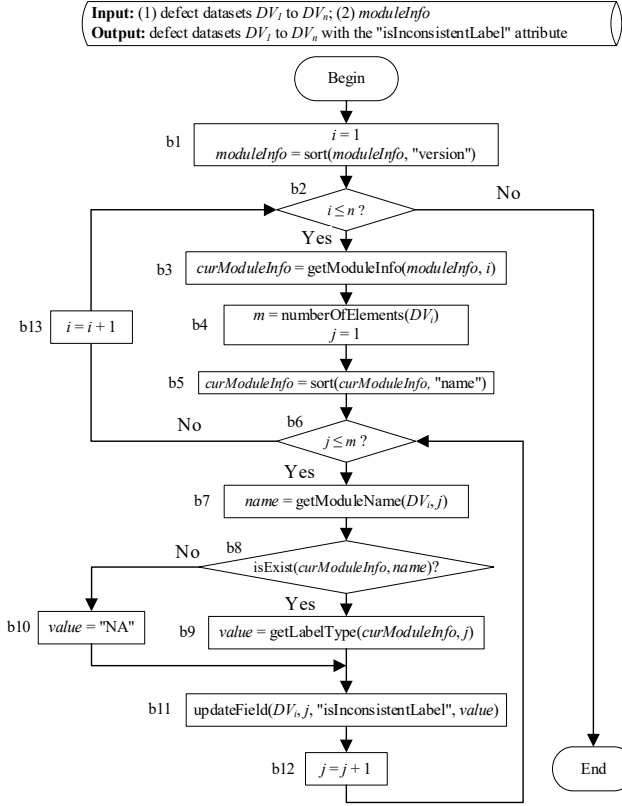 Input: (1) defect datasets DV1 to DVn; (2) moduleInfo
Output: defect datasets DV1 to DVn with the "isInconsistentLabel" attribute
Begin
b1
i = 1
moduleInfo = sort(moduleInfo, "version")
b2
i ≤ n ?
No
Yes
b3
curModuleInfo = getModuleInfo(moduleInfo, i)
b4
m = numberOfElements(DVi)
j = 1
b13
i = i + 1
b5
curModuleInfo = sort(curModuleInfo, "name")
b6
No
j ≤ m ?
Yes
b7
name = getModuleName(DVi, j)
b8
No
isExist(curModuleInfo, name)?
Yes
b10
value = "NA"
b9
value = getLabelType(curModuleInfo, j)
b11
updateField(DVi, j, "isInconsistentLabel", value)
b12
j = j + 1
End